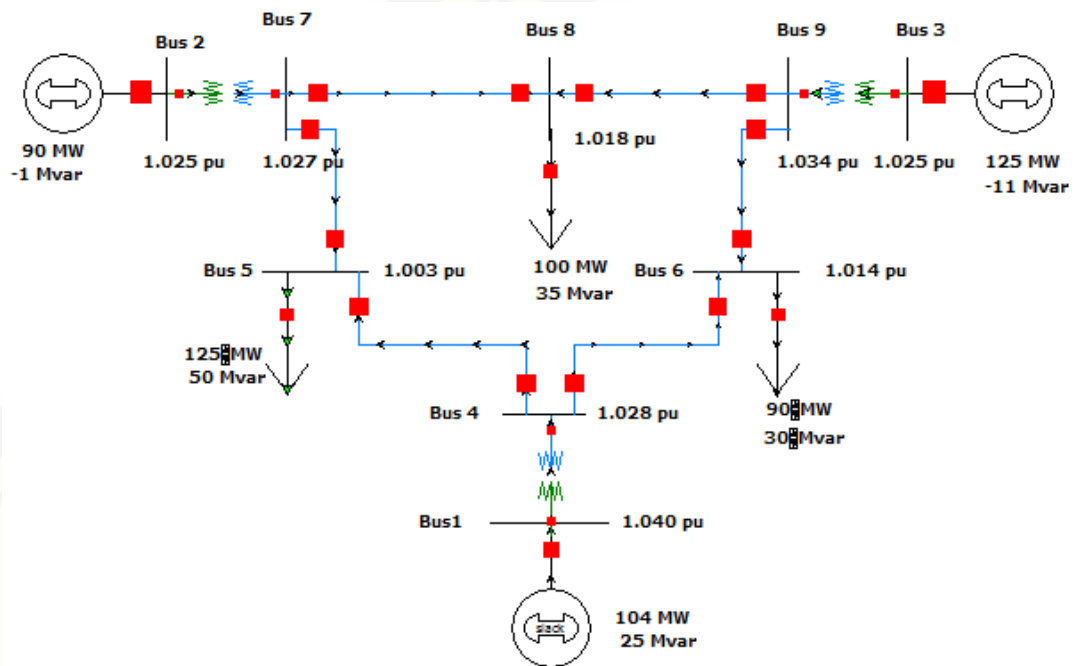 Bus 7
Bus 8
Bus 9
Bus 3
Bus 2
90 MW
-1 Mvar
1.025 pu
1.027 pu
1.018 pu
1.034 pu
1.025 pu
125 MW
-11 Mvar
Bus 5
1.003 pu
100 MW
35 Mvar
Bus 6
1.014 pu
125 MW
50 Mvar
Bus 4
1.028 pu
90 MW
30 Mvar
Bus1
1.040 pu
slack
104 MW
25 Mvar